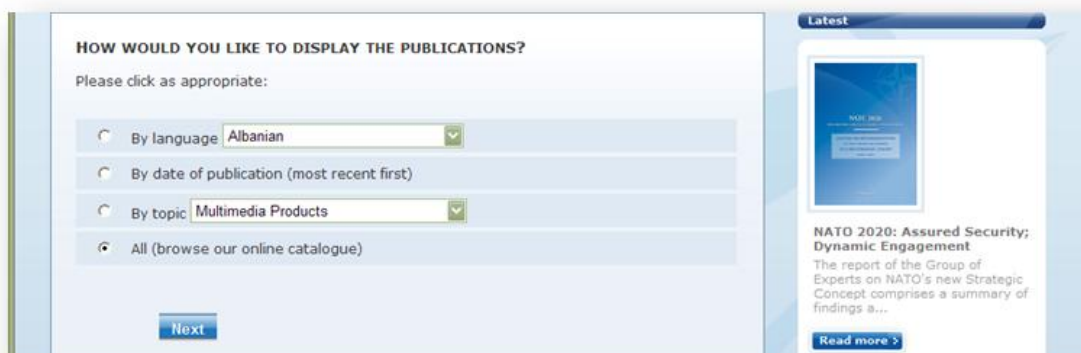 HOW WOULD YOU LIKE TO DISPLAY THE PUBLICATIONS?
Please click as appropriate:
By language Albanian
By date of publication (most recent first)
By topic Multimedia Products
All (browse our online catalogue)
Next
Latest
NATO 2020: Assured Security;
Dynamic Engagement
The report of the Group of
Experts on NATO's new Strategic
Concept comprises a summary of
findings a...
Read more >